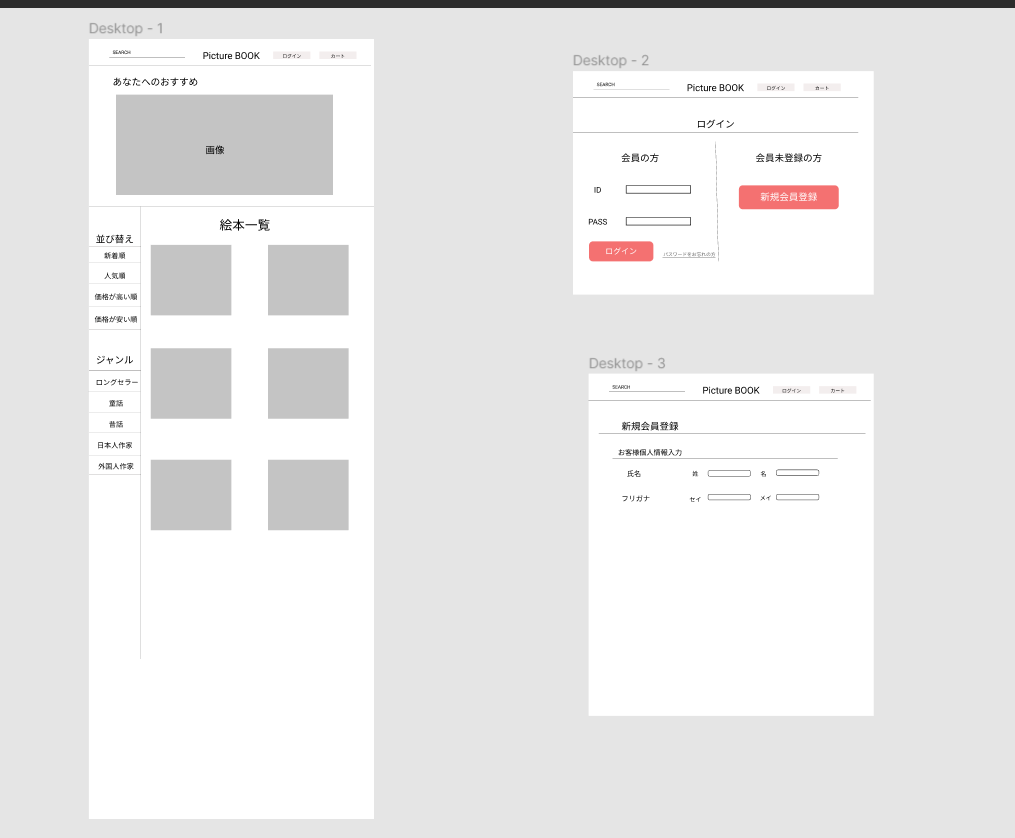 Desktop - 1
SEARCH
Picture BOOK
ログイン
カート
あなたへのおすすめ
画像
絵本一覧
並び替え
新着順
人気順
価格が高い順
価格が安い順
ジャンル
ロングセラー
童話
昔話
日本人作家
外国人作家
Desktop - 2
SEARCH
Picture BOOK
ログイン
カート
ログイン
会員の方
会員未登録の方
ID
新規会員登録
PASS
ログイン
パスワードをお忘れの方
Desktop - 3
SEARCH
Picture BOOK
ログイン
カート
新規会員登録
お客様個人情報入力
氏名
姓
名
フリガナ
セイ
メイ